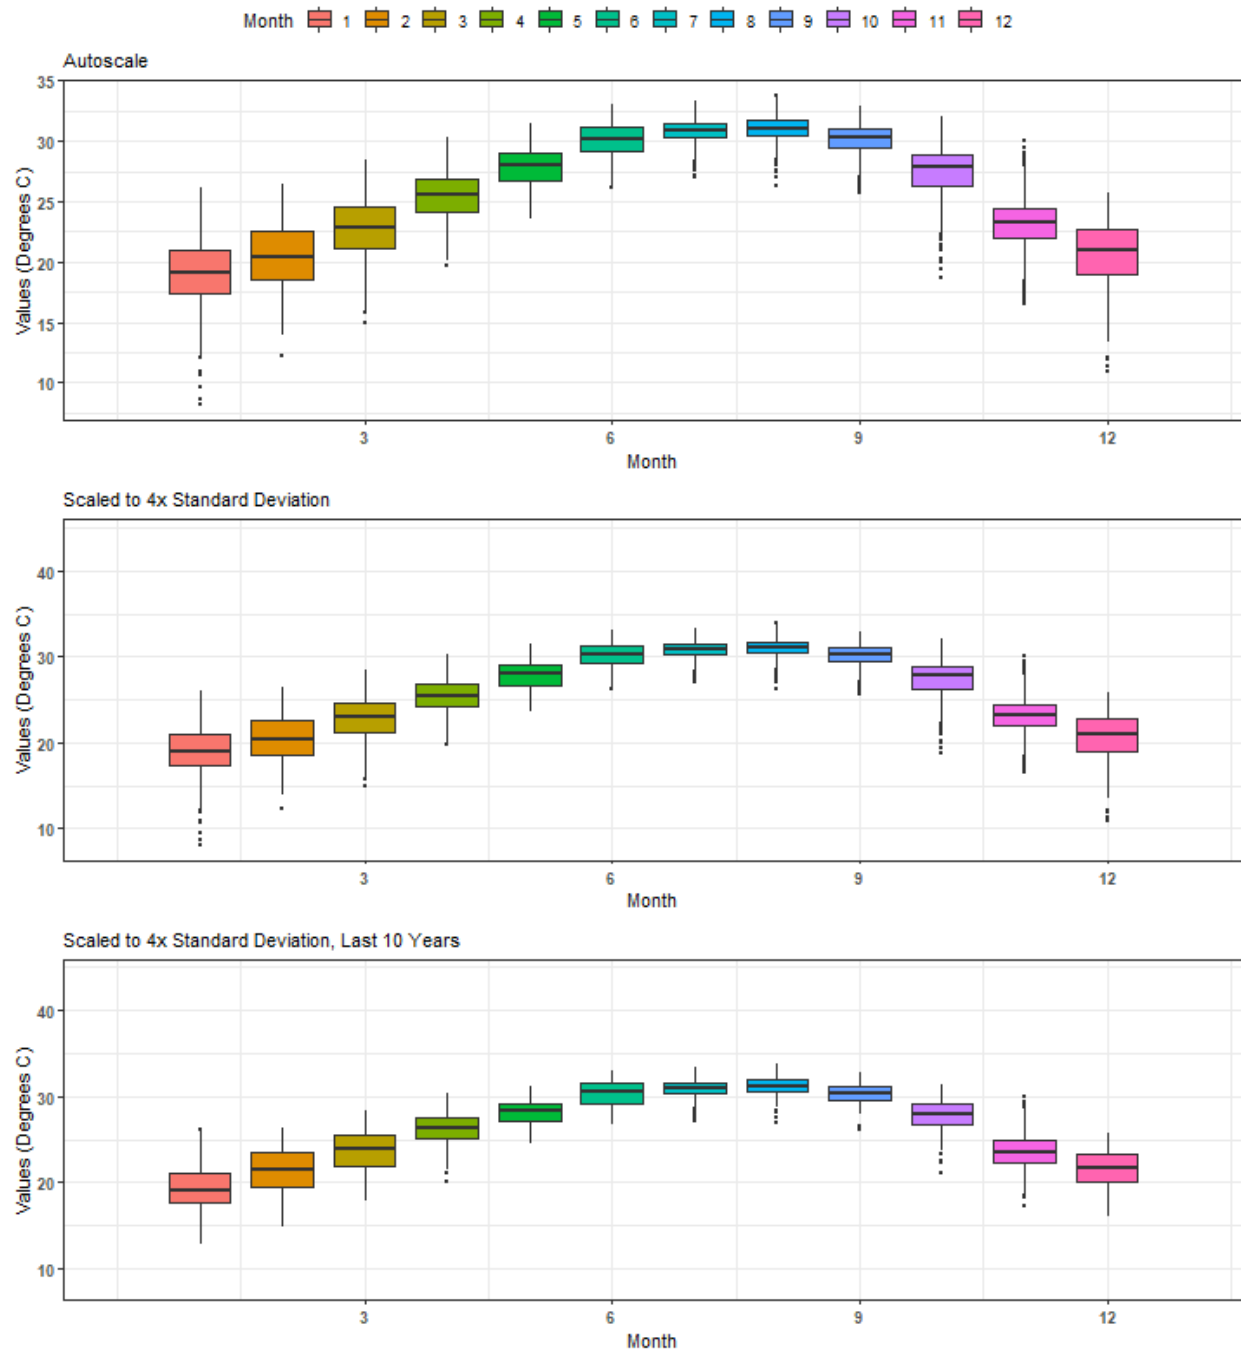 Month 1 2 3 4 5 6 7 8 9 10 11 12
Autoscale
Values (Degrees C)
35
30
25
20
15
10
3 6 9 12
Month
Scaled to 4x Standard Deviation
Values (Degrees C)
40
30
20
10
3 6 9 12
Month
Scaled to 4x Standard Deviation, Last 10 Years
Values (Degrees C)
40
30
20
10
3 6 9 12
Month